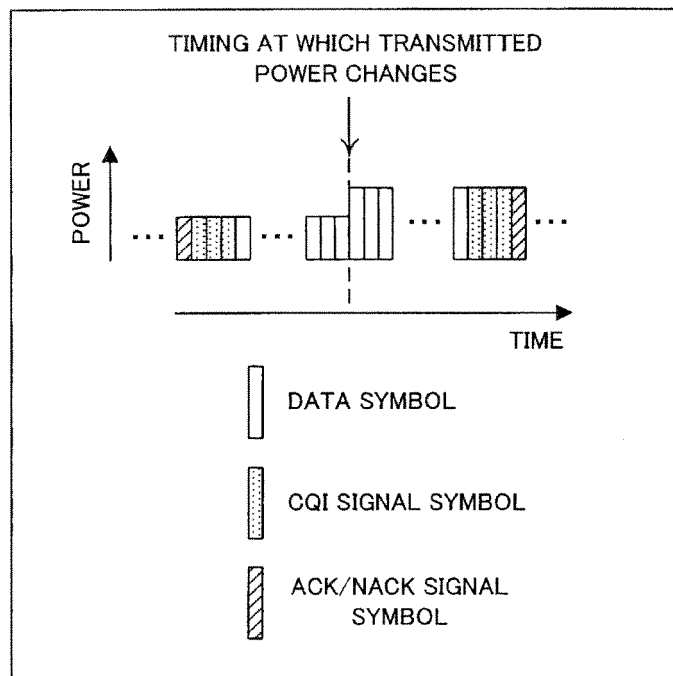 TIMING AT WHICH TRANSMITTED
POWER CHANGES
POWER
... ... ... ...
TIME
DATA SYMBOL
CQI SIGNAL SYMBOL
ACK/NACK SIGNAL
SYMBOL